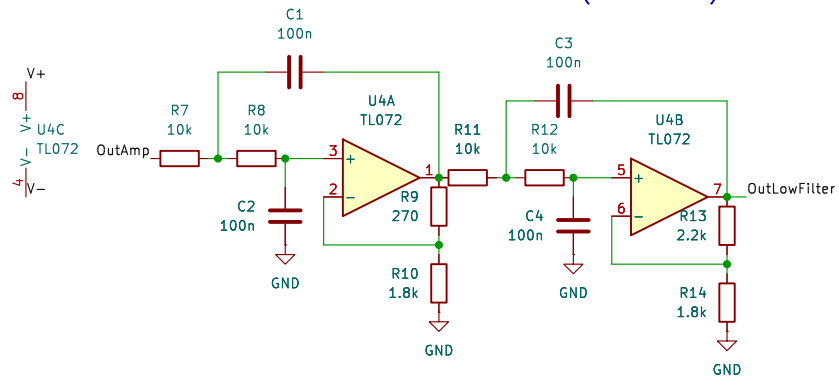 C1
100n
C3
100n
V+
8
V+
U4C
TL072
V-
4
V-
R7
10k
R8
10k
U4A
TL072
R11
10k
R12
10k
U4B
TL072
OutAmp
3
+
1
2
-
5
+
7
6
-
OutLowFilter
C2
100n
R9
270
C4
100n
R13
2.2k
GND
R10
1.8k
GND
R14
1.8k
GND
GND